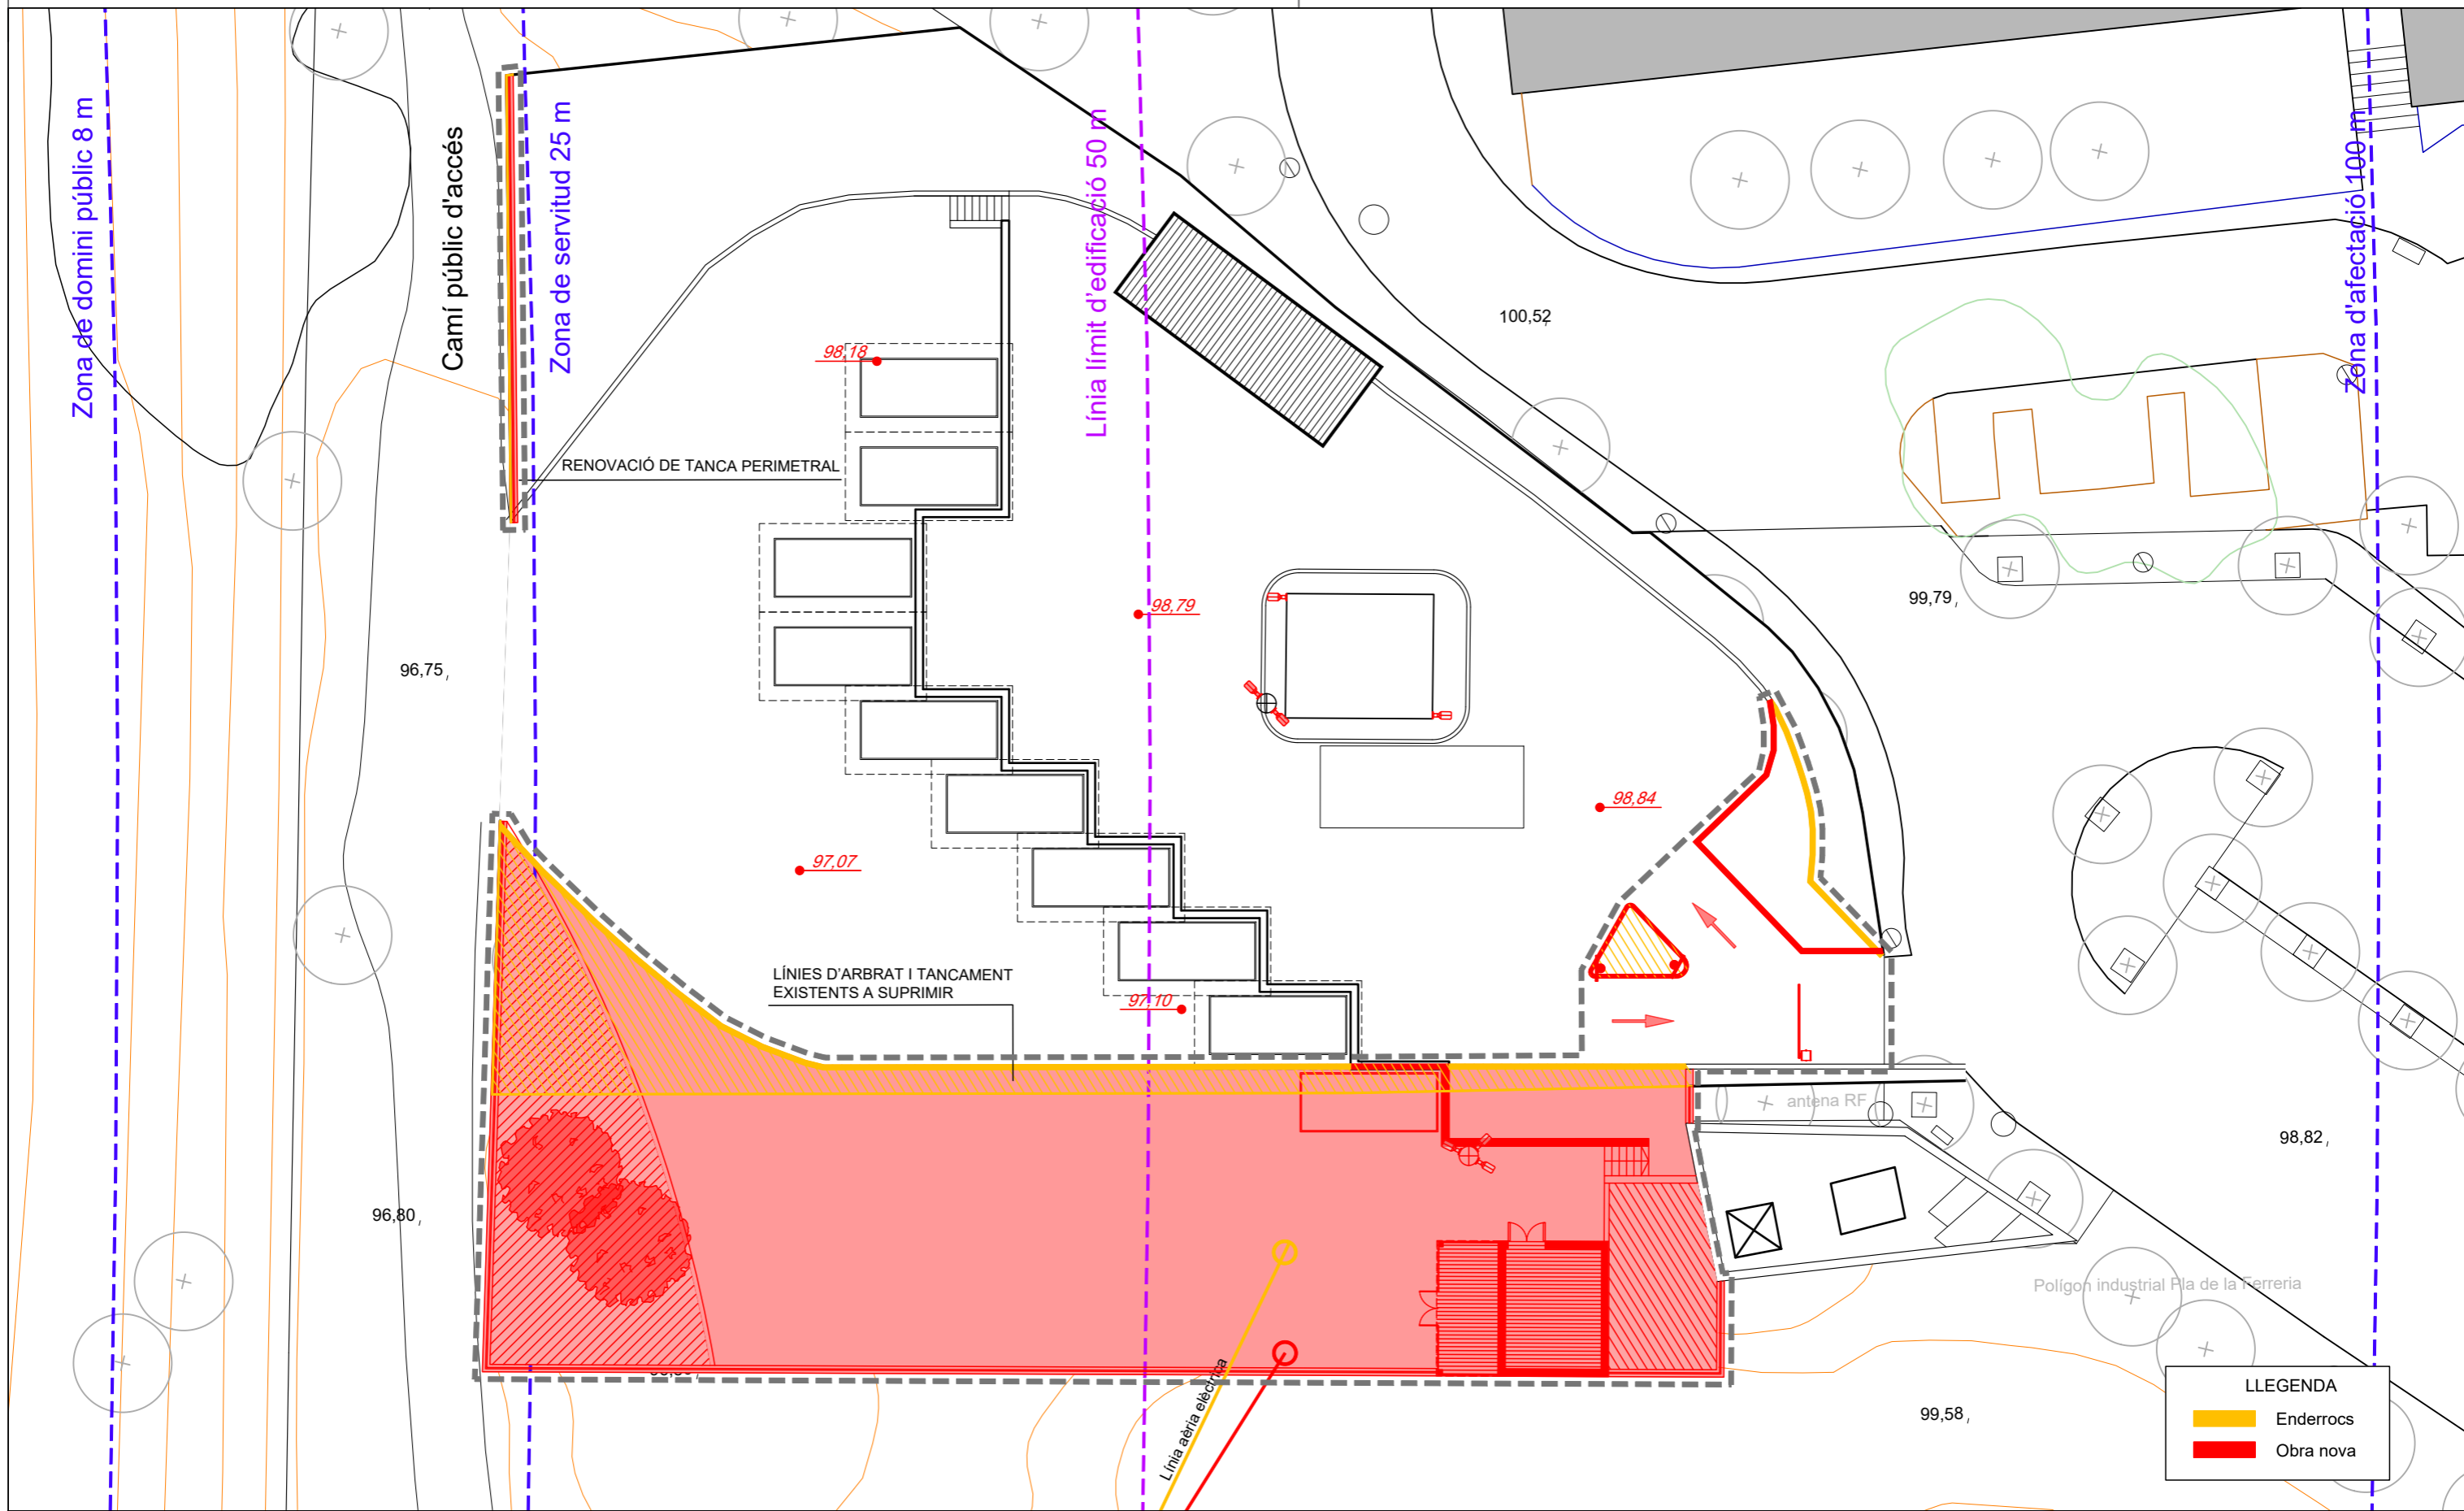 Zona de domini públic 8 m
Camí públic d'accés
Zona de servitud 25 m
Línia límit d'edificació 50 m
Zona d'afectació 100 m
100,52
98,18
RENOVACIÓ DE TANCA PERIMETRAL
98,79
99,79
96,75
98,84
97,07
LÍNIES D'ARBRAT I TANCAMENT
EXISTENTS A SUPRIMIR
97,10
antena RF
98,82
96,80
Polígon industrial Pla de la Ferreria
Línia aèria elèctrica
99,58
LLEGENDA
Enderrocs
Obra nova